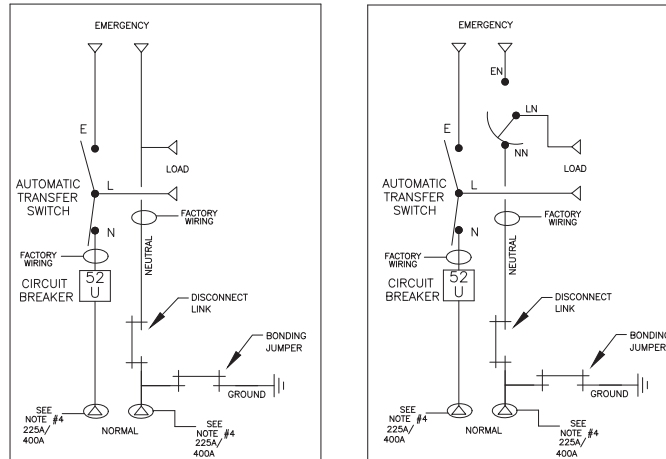 EMERGENCY
E
LOAD
AUTOMATIC
TRANSFER
SWITCH
L
FACTORY
WIRING
N
FACTORY
WIRING
NEUTRAL
CIRCUIT
BREAKER
52
U
DISCONNECT
LINK
BONDING
JUMPER
GROUND
SEE
NOTE #4
225A/
400A
NORMAL
SEE
NOTE #4
225A/
400A
EMERGENCY
EN
LN
E
NN
LOAD
AUTOMATIC
TRANSFER
SWITCH
L
FACTORY
WIRING
N
FACTORY
WIRING
NEUTRAL
CIRCUIT
BREAKER
52
U
DISCONNECT
LINK
BONDING
JUMPER
GROUND
SEE
NOTE #4
225A/
400A
NORMAL
SEE
NOTE #4
225A/
400A